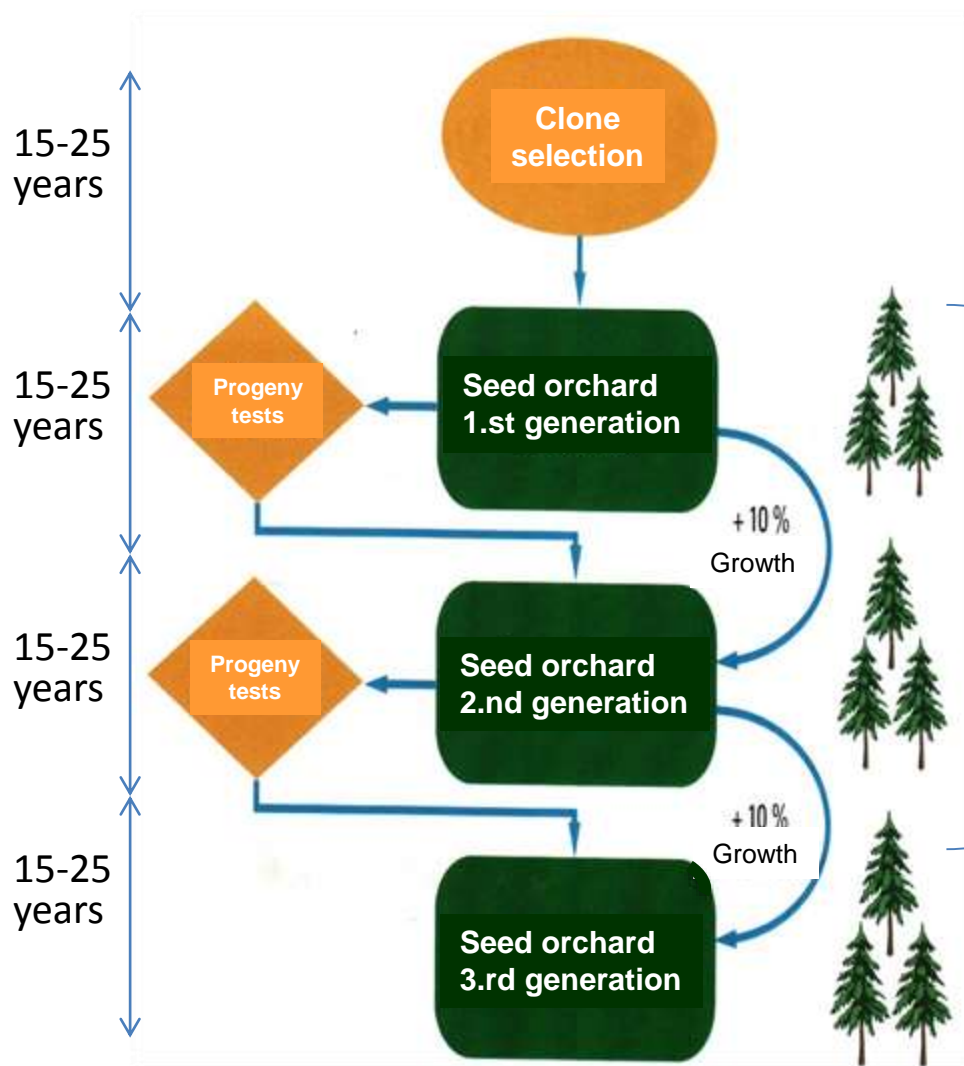 Clone
selection
15-25
years
15-25
years
Progeny
tests
Seed orchard
1.st generation
+ 10 %
Growth
15-25
years
Progeny
tests
Seed orchard
2.nd generation
+ 10 %
Growth
15-25
years
Seed orchard
3.rd generation